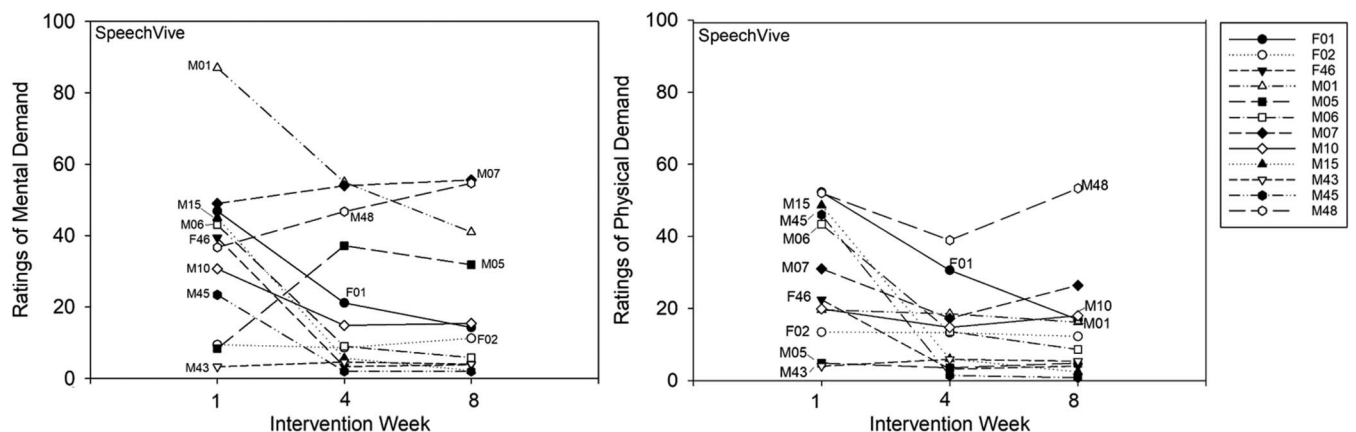 SpeechVive
Ratings of Mental Demand
100
80
60
40
20
0
M01
M15
M06
F46
M10
M45
M43
M48
F01
M07
M05
F02
1
4
8
Intervention Week
SpeechVive
Ratings of Physical Demand
100
80
60
40
20
0
M15
M45
M06
M07
F46
F02
M05
M43
F01
M48
M10
M01
1
4
8
Intervention Week
F01
F02
F46
M01
M05
M06
M07
M10
M15
M43
M45
M48